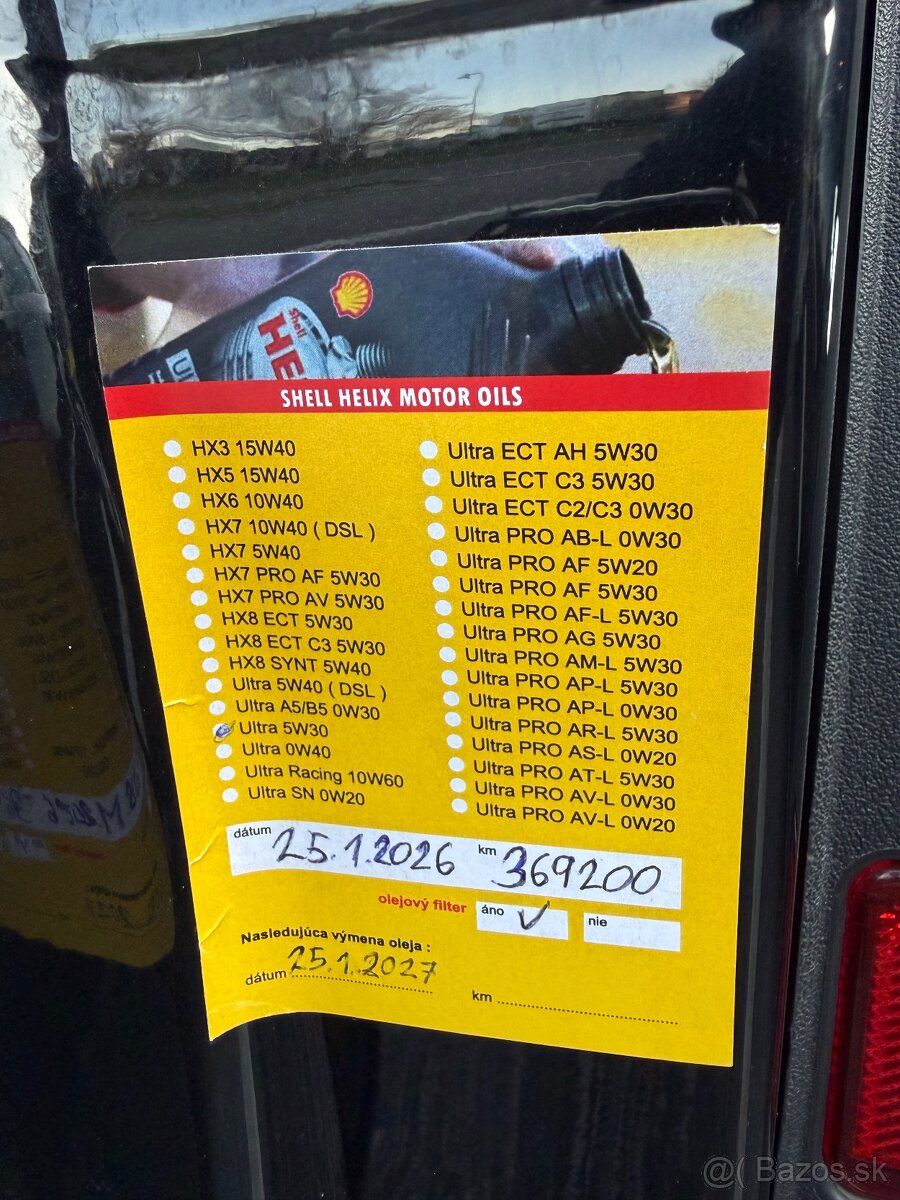 Shell
HE
SHELL HELIX MOTOR OILS
HX3 15W40
HX5 15W40
HX6 10W40
HX7 10W40 ( DSL )
HX7 5W40
HX7 PRO AF 5W30
HX7 PRO AV 5W30
HX8 ECT 5W30
HX8 ECT C3 5W30
HX8 SYNT 5W40
Ultra 5W40 ( DSL )
Ultra A5/B5 0W30
Ultra 5W30
Ultra 0W40
Ultra Racing 10W60
Ultra SN 0W20
Ultra ECT AH 5W30
Ultra ECT C3 5W30
Ultra ECT C2/C3 0W30
Ultra PRO AB-L 0W30
Ultra PRO AF 5W20
Ultra PRO AF 5W30
Ultra PRO AF-L 5W30
Ultra PRO AG 5W30
Ultra PRO AM-L 5W30
Ultra PRO AP-L 5W30
Ultra PRO AP-L 0W30
Ultra PRO AR-L 5W30
Ultra PRO AS-L 0W20
Ultra PRO AT-L 5W30
Ultra PRO AV-L 0W30
Ultra PRO AV-L 0W20
dátum 25.1.2026 km 369200
olejový filter áno nie
Nasledujúca výmena oleja :
dátum 25.1.2027 km
@( Bazos.sk